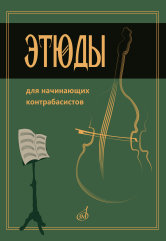 ЭТЮДЫ
для начинающих
контрабасистов